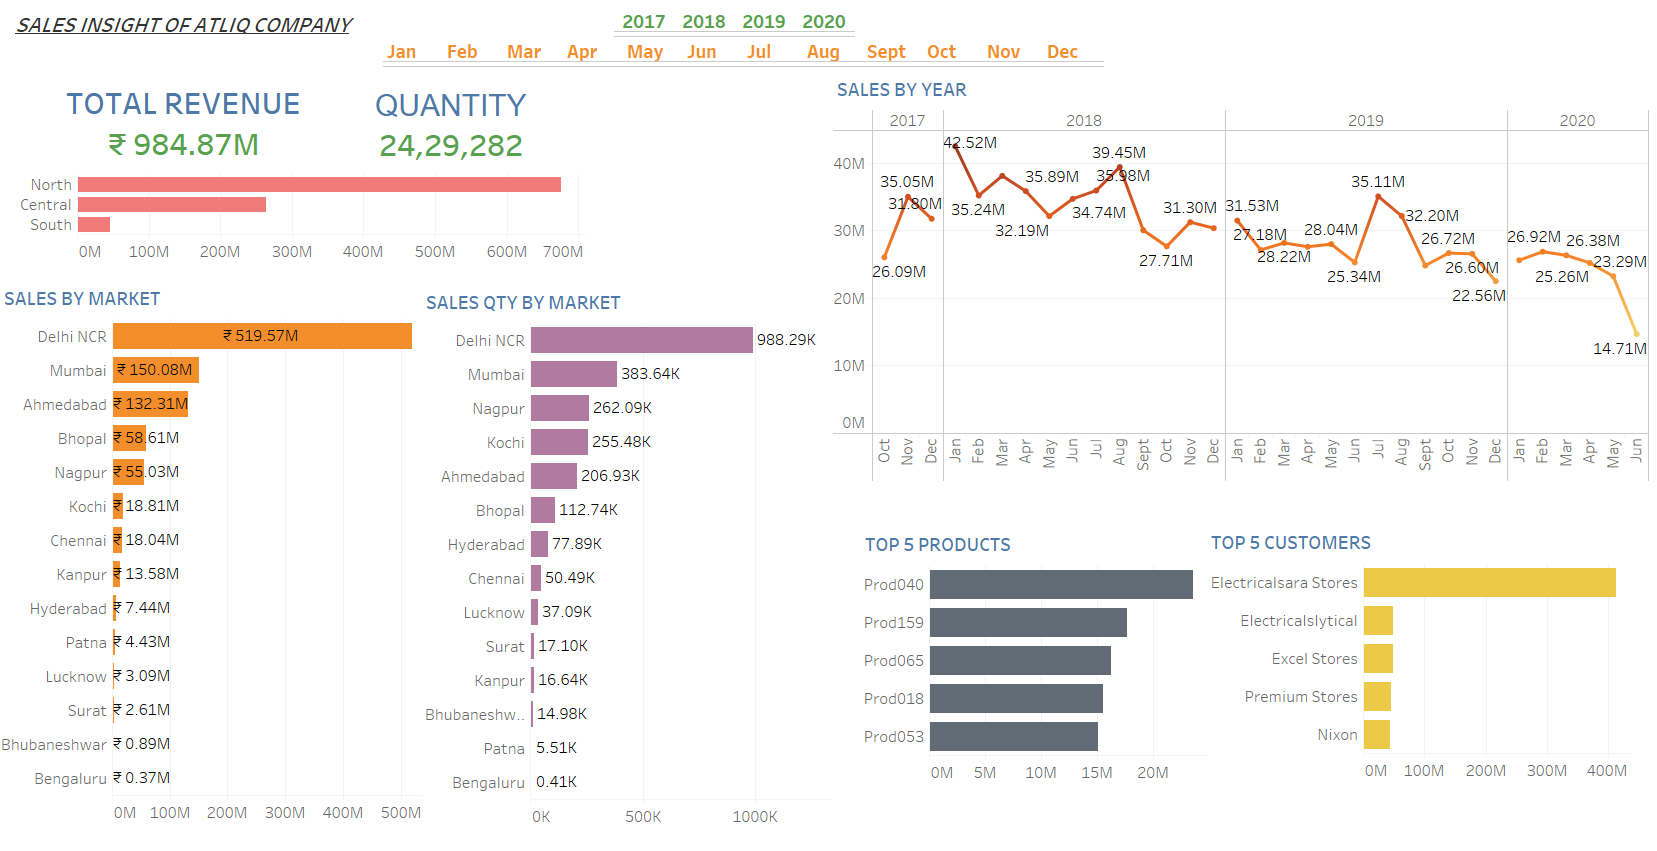 SALES INSIGHT OF ATLIQ COMPANY
2017 2018 2019 2020
Jan Feb Mar Apr May Jun Jul Aug Sept Oct Nov Dec
TOTAL REVENUE
₹ 984.87M
QUANTITY
24,29,282
North
Central
South
0M 100M 200M 300M 400M 500M 600M 700M
SALES BY MARKET
Delhi NCR ₹ 519.57M
Mumbai ₹ 150.08M
Ahmedabad ₹ 132.31M
Bhopal ₹ 58.61M
Nagpur ₹ 55.03M
Kochi ₹ 18.81M
Chennai ₹ 18.04M
Kanpur ₹ 13.58M
Hyderabad ₹ 7.44M
Patna ₹ 4.43M
Lucknow ₹ 3.09M
Surat ₹ 2.61M
Bhubaneshwar ₹ 0.89M
Bengaluru ₹ 0.37M
0M 100M 200M 300M 400M 500M
SALES QTY BY MARKET
Delhi NCR 988.29K
Mumbai 383.64K
Nagpur 262.09K
Kochi 255.48K
Ahmedabad 206.93K
Bhopal 112.74K
Hyderabad 77.89K
Chennai 50.49K
Lucknow 37.09K
Surat 17.10K
Kanpur 16.64K
Bhubaneshw.. 14.98K
Patna 5.51K
Bengaluru 0.41K
0K 500K 1000K
SALES BY YEAR
2017 2018 2019 2020
40M
30M
20M
10M
0M
26.09M 35.05M 31.80M
42.52M 35.24M 35.89M 32.19M 34.74M 35.98M 39.45M 27.71M 31.30M
31.53M 27.18M 28.22M 28.04M 25.34M 35.11M 32.20M 26.72M 26.60M 22.56M
26.92M 25.26M 26.38M 23.29M 14.71M
Oct Nov Dec Jan Feb Mar Apr May Jun Jul Aug Sept Oct Nov Dec Jan Feb Mar Apr May Jun Jul Aug Sept Oct Nov Dec Jan Feb Mar Apr May Jun
TOP 5 PRODUCTS
Prod040
Prod159
Prod065
Prod018
Prod053
0M 5M 10M 15M 20M
TOP 5 CUSTOMERS
Electricalsara Stores
Electricalslytical
Excel Stores
Premium Stores
Nixon
0M 100M 200M 300M 400M